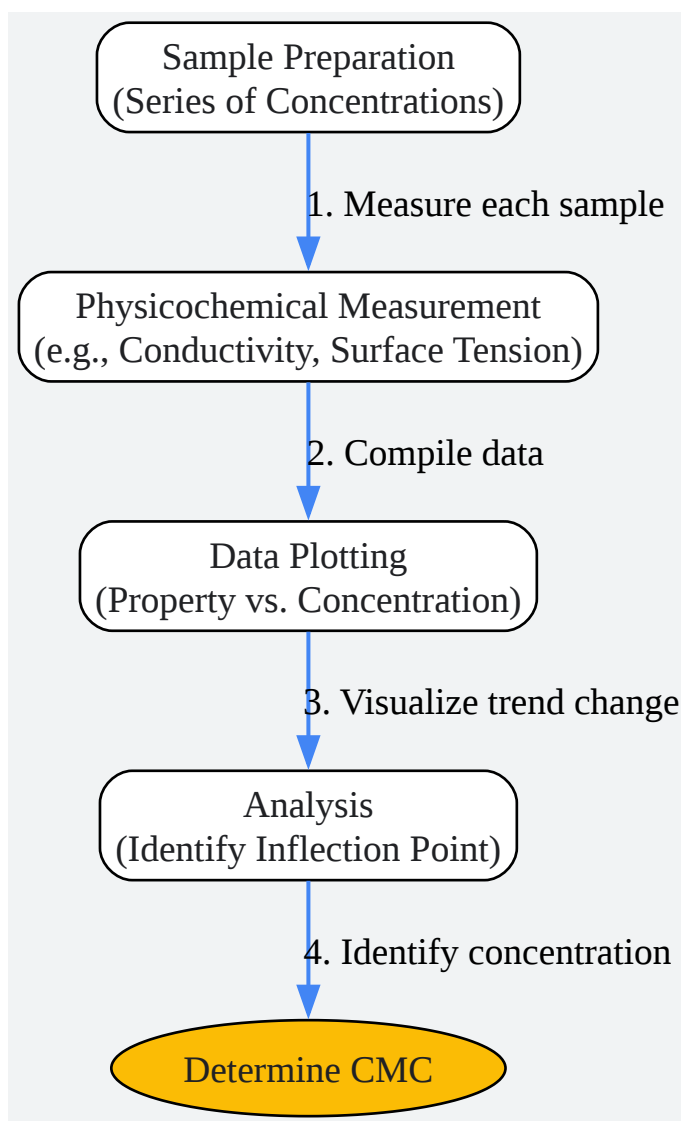 Sample Preparation
(Series of Concentrations)
1. Measure each sample
Physicochemical Measurement
(e.g., Conductivity, Surface Tension)
2. Compile data
Data Plotting
(Property vs. Concentration)
3. Visualize trend change
Analysis
(Identify Inflection Point)
4. Identify concentration
Determine CMC